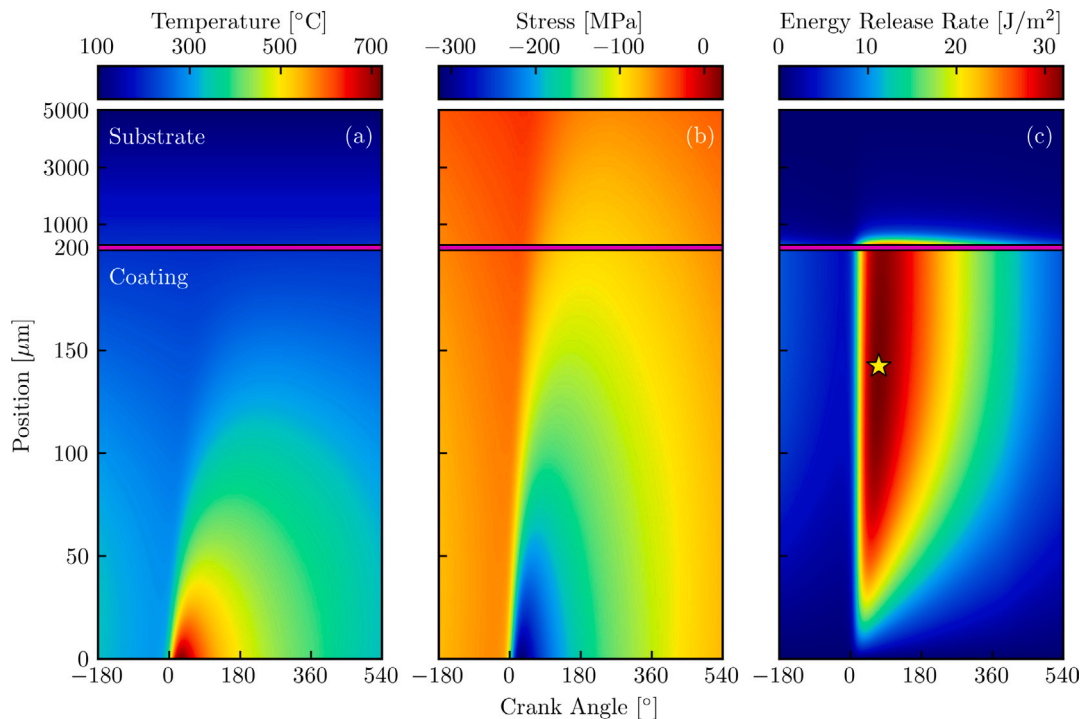 Temperature [°C] Stress [MPa] Energy Release Rate [J/m²]
100 300 500 700 −300 −200 −100 0 0 10 20 30
5000 Substrate (a) (b) (c)
3000
1000
200
Coating
150
Position [μm]
100
50
0
−180 0 180 360 540 −180 0 180 360 540 −180 0 180 360 540
Crank Angle [°]